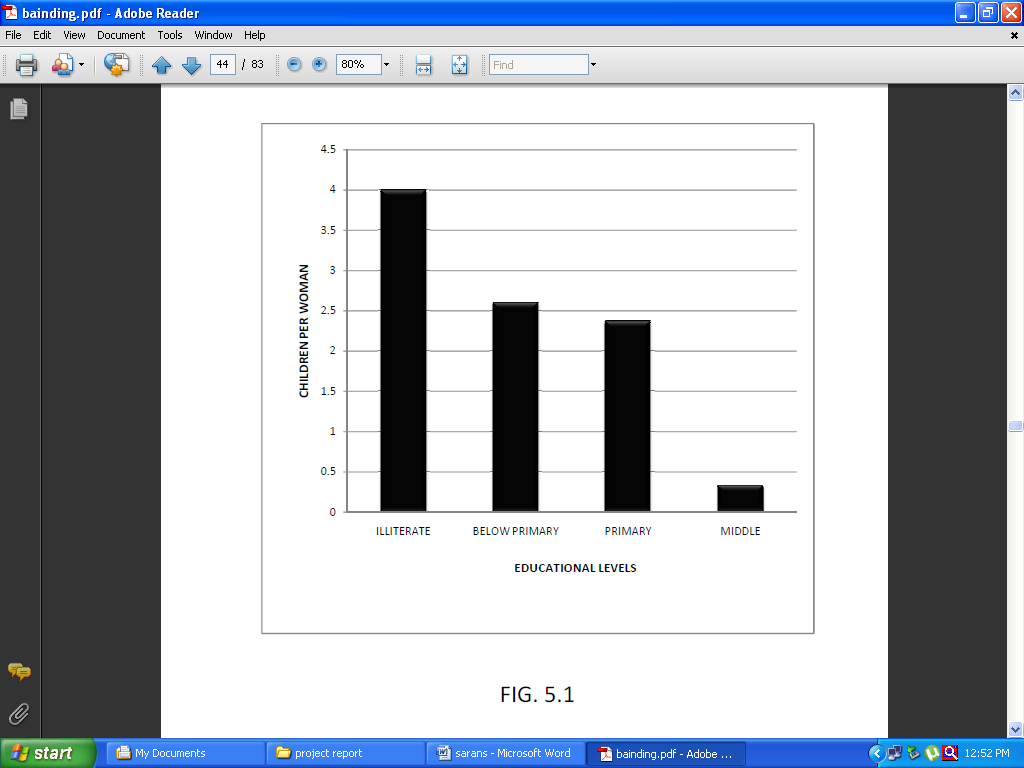 bainding.pdf - Adobe Reader
File Edit View Document Tools Window Help
44 / 83 80% Find
4.5
4
3.5
3
2.5
2
1.5
1
0.5
0
CHILDREN PER WOMAN
ILLITERATE BELOW PRIMARY PRIMARY MIDDLE
EDUCATIONAL LEVELS
FIG. 5.1
start My Documents project report sarans - Microsoft Word bainding.pdf - Adobe ... 12:52 PM